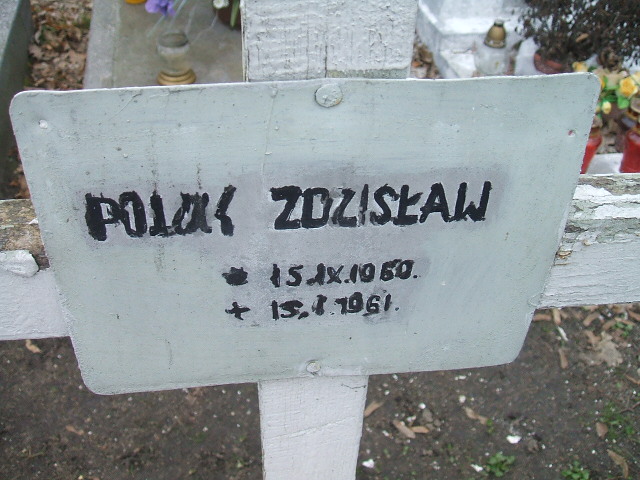 POLAK ZDZISŁAW
* 15.IX.1960.
+ 15.I.1961.